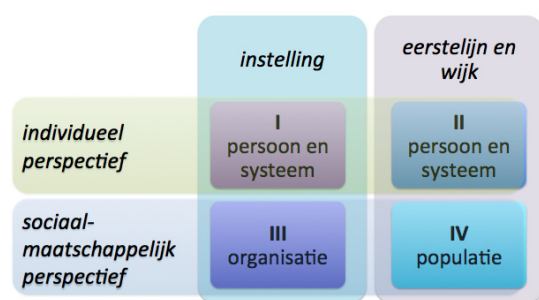 instelling
eerstelijn en
wijk
individueel
perspectief
I
persoon en
systeem
II
persoon en
systeem
sociaal-
maatschappelijk
perspectief
III
organisatie
IV
populatie